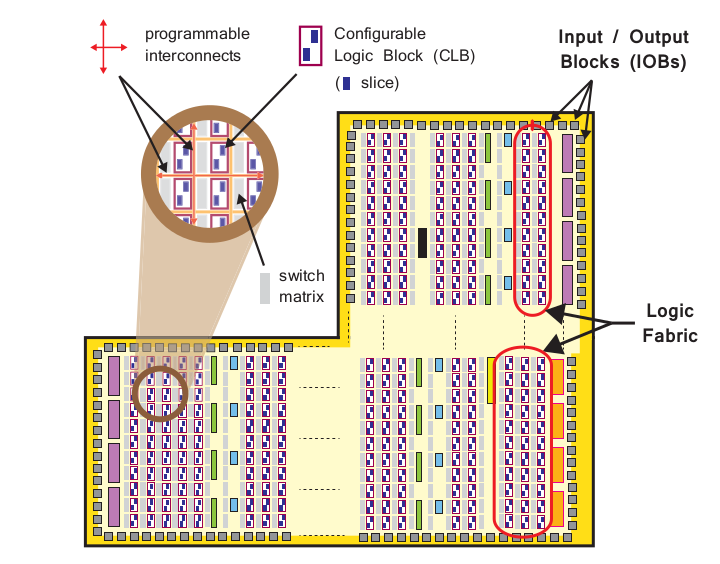 programmable
interconnects
Configurable
Logic Block (CLB)
( slice)
Input / Output
Blocks (IOBs)
switch
matrix
Logic
Fabric